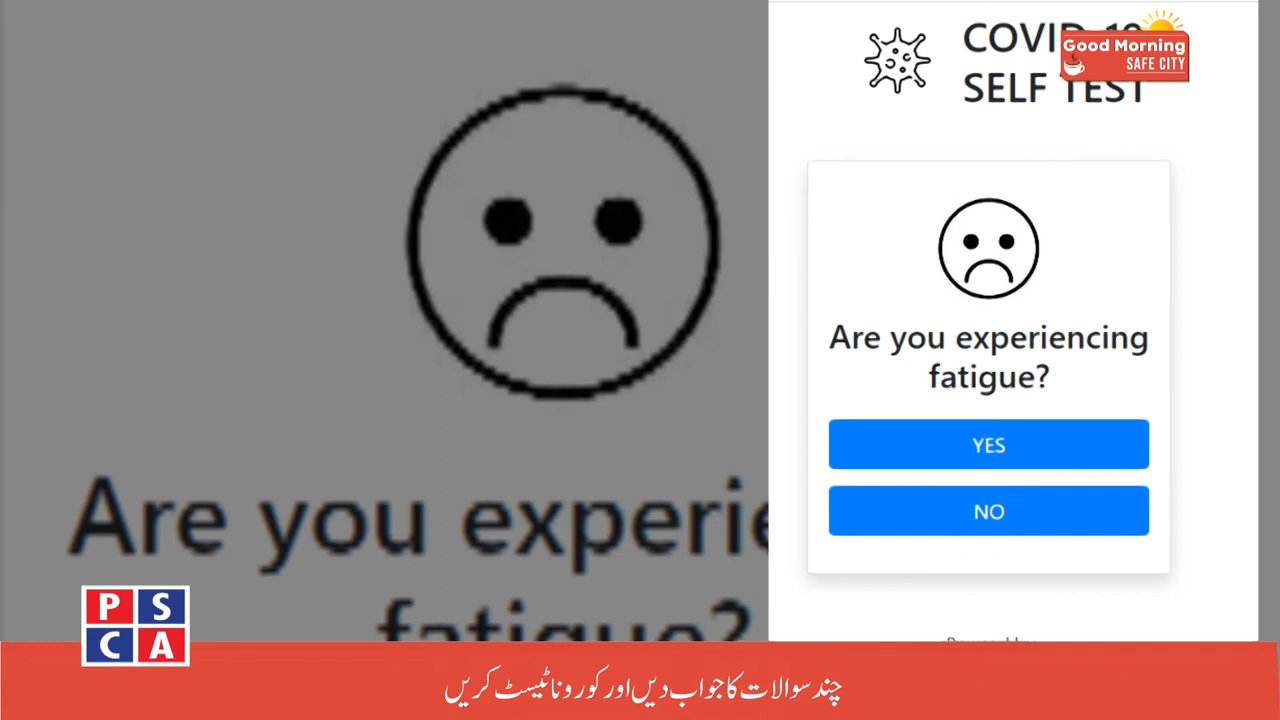 COVID-19
SELF TEST
Good Morning
SAFE CITY
Are you experiencing
fatigue?
YES
NO
Are you experie
fatigue?
P S
C A
چند سوالات کا جواب دیں اور کورونا ٹیسٹ کریں